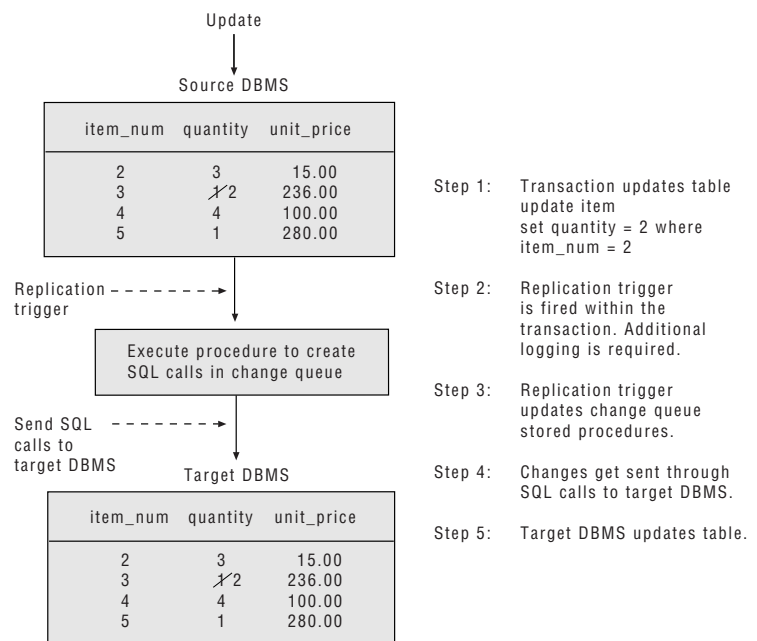 Update
Source DBMS
item_num quantity unit_price
2 3 15.00
3 1 2 236.00
4 4 100.00
5 1 280.00
Replication
trigger
Execute procedure to create
SQL calls in change queue
Send SQL
calls to
target DBMS
Target DBMS
item_num quantity unit_price
2 3 15.00
3 1 2 236.00
4 4 100.00
5 1 280.00
Step 1: Transaction updates table
update item
set quantity = 2 where
item_num = 2
Step 2: Replication trigger
is fired within the
transaction. Additional
logging is required.
Step 3: Replication trigger
updates change queue
stored procedures.
Step 4: Changes get sent through
SQL calls to target DBMS.
Step 5: Target DBMS updates table.